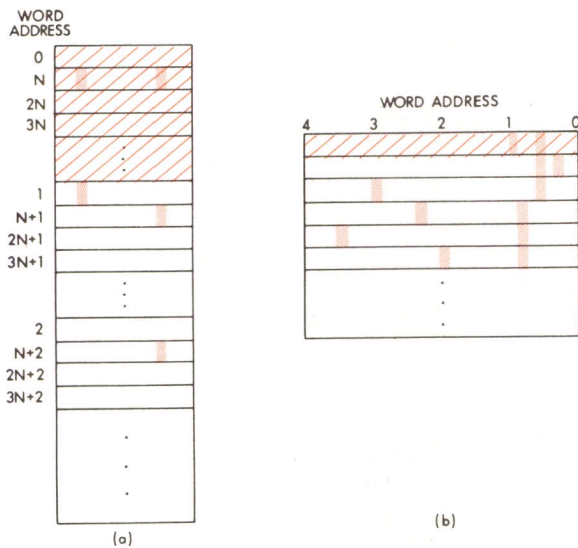 WORD
ADDRESS
0
N
2N
3N
1
N+1
2N+1
3N+1
2
N+2
2N+2
3N+2
(a)
WORD ADDRESS
4 3 2 1 0
(b)